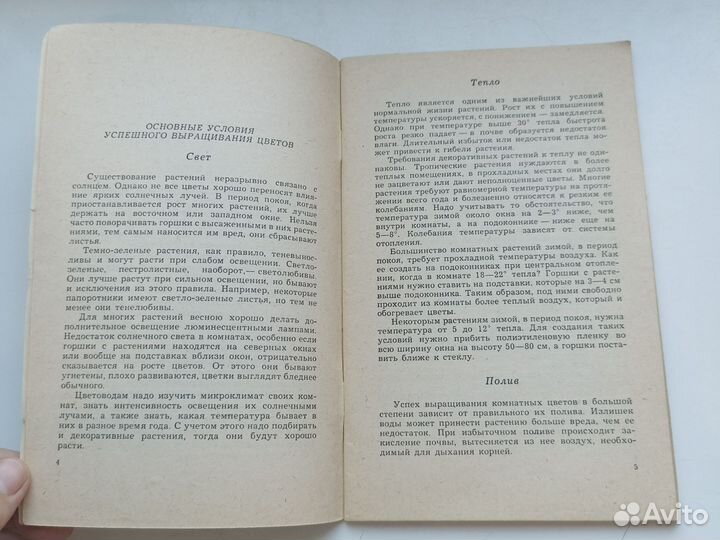 ОСНОВНЫЕ УСЛОВИЯ
УСПЕШНОГО ВЫРАЩИВАНИЯ ЦВЕТОВ
Свет
Существование растений неразрывно связано с
солнцем. Однако не все цветы хорошо переносят влия-
ние ярких солнечных лучей. В период покоя, когда
приостанавливается рост многих растений, их лучше
держать на восточном или западном окне. Нельзя
часто поворачивать горшки с высаженными в них расте-
ниями, тем самым наносится им вред, они сбрасывают
листья.
Темно-зеленые растения, как правило, теневынос-
ливы и могут расти при слабом освещении. Светло-
зеленые, пестролистные, наоборот,— светолюбивы.
Они лучше растут при сильном освещении, но бывают
и исключения из этого правила. Например, некоторые
папоротники имеют светло-зеленые листья, но тем не
менее они тенелюбивы.
Для многих растений весною хорошо делать до-
полнительное освещение люминесцентными лампами.
Недостаток солнечного света в комнатах, особенно если
горшки с растениями находятся на северных окнах
или вообще на подставках вблизи окон, отрицательно
сказывается на росте цветов. От этого они бывают
угнетены, плохо развиваются, цветки выглядят бледнее
обычного.
Цветоводам надо изучить микроклимат своих ком-
нат, знать интенсивность освещения их солнечными
лучами, а также знать, какая температура бывает в
них в разное время года. С учетом этого надо подбирать
и декоративные растения, тогда они будут хорошо
расти.
4
Тепло
Тепло является одним из важнейших условий
нормальной жизни растений. Рост их с повышением
температуры ускоряется, с понижением — замедляется.
Однако при температуре выше 30° тепла быстрота
роста резко падает — в почве образуется недостаток
влаги. Длительный избыток или недостаток тепла мо-
жет привести к гибели растения.
Требования декоративных растений к теплу не оди-
наковы. Тропические растения нуждаются в более
теплых помещениях, в прохладных местах они долго
не зацветают или дают неполноценные цветы. Многие
растения требуют равномерной температуры на протя-
жении всего года и болезненно относятся к резким ее
колебаниям. Надо учитывать то обстоятельство, что
температура зимой около окна на 2—3° ниже, чем
внутри комнаты, а на подоконнике — ниже еще на
5—8°. Колебания температуры зависят от системы
отопления.
Большинство комнатных растений зимой, в период
покоя, требует прохладной температуры воздуха. Как
ее создать на подоконниках при центральном отопле-
нии, когда в комнате 18—22° тепла? Горшки с расте-
ниями нужно ставить на подставки, которые на 3—4 см
выше подоконника. Таким образом, под ними свободно
проходит из комнаты более теплый воздух, который и
обогревает цветы.
Некоторым растениям зимой, в период покоя, нужна
температура от 5 до 12° тепла. Для создания таких
условий нужно прибить полиэтиленовую пленку во
всю ширину окна на высоту 50—80 см, а горшки поста-
вить ближе к стеклу.
Полив
Успех выращивания комнатных цветов в большой
степени зависит от правильного их полива. Излишек
воды может принести растению больше вреда, чем ее
недостаток. При избыточном поливе происходит за-
кисление почвы, вытесняется из нее воздух, необхо-
димый для дыхания корней.
5
Avito